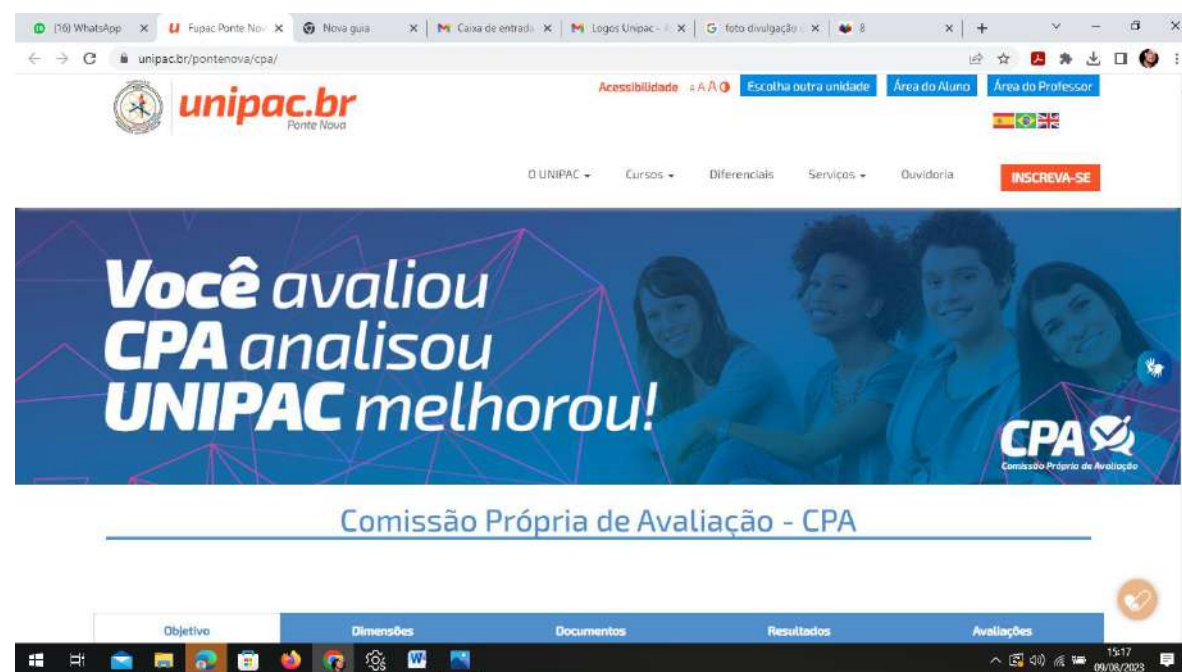 (16) WhatsApp
Fupac Ponte Nov
Nova guia
Caixa de entrada
Logos Unipac -
foto divulgação
8
unipac.br/pontenova/cpa/
Acessibilidade A A A
Escolha outra unidade
Área do Aluno
Área do Professor
unipac.br
Ponte Nova
O UNIPAC
Cursos
Diferenciais
Serviços
Ouvidoria
INSCREVA-SE
Você avaliou
CPA analisou
UNIPAC melhorou!
CPA
Comissão Própria de Avaliação
Comissão Própria de Avaliação - CPA
Objetivo
Dimensões
Documentos
Resultados
Avaliações
15:17
09/08/2023